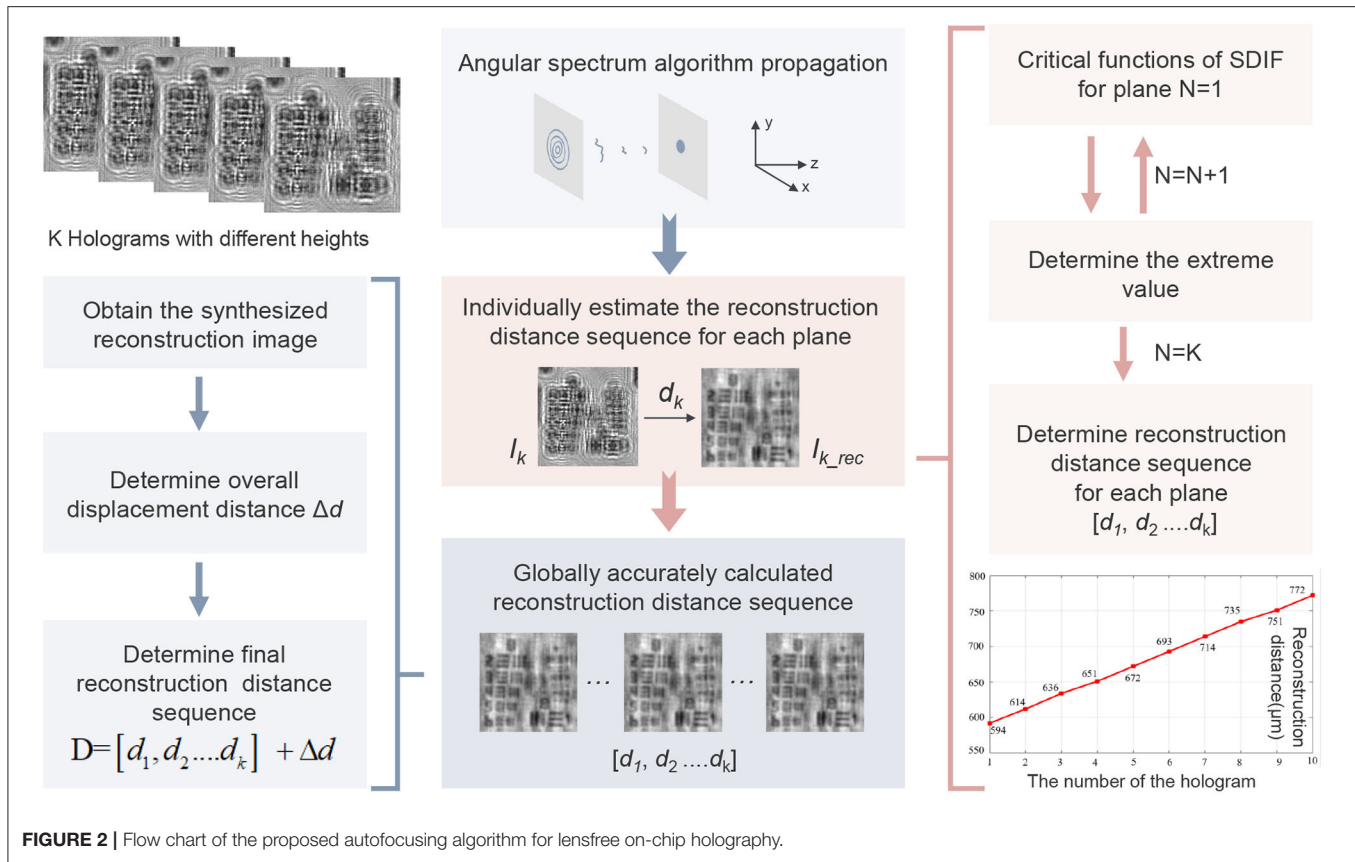 K Holograms with different heights
Obtain the synthesized
reconstruction image
Determine overall
displacement distance Δd
Determine final
reconstruction distance
sequence
D=[d₁,d₂....dₖ] +Δd
Angular spectrum algorithm propagation
y
z
x
Individually estimate the reconstruction
distance sequence for each plane
dₖ
Iₖ
Iₖ_rec
Globally accurately calculated
reconstruction distance sequence
... ...
[d₁, d₂ ....dₖ]
Critical functions of SDIF
for plane N=1
N=N+1
Determine the extreme
value
N=K
Determine reconstruction
distance sequence
for each plane
[d₁, d₂ ....dₖ]
800
750
700
650
600
550
594
614
636
651
672
693
714
735
751
772
Reconstruction
distance(μm)
1 2 3 4 5 6 7 8 9 10
The number of the hologram
FIGURE 2 | Flow chart of the proposed autofocusing algorithm for lensfree on-chip holography.